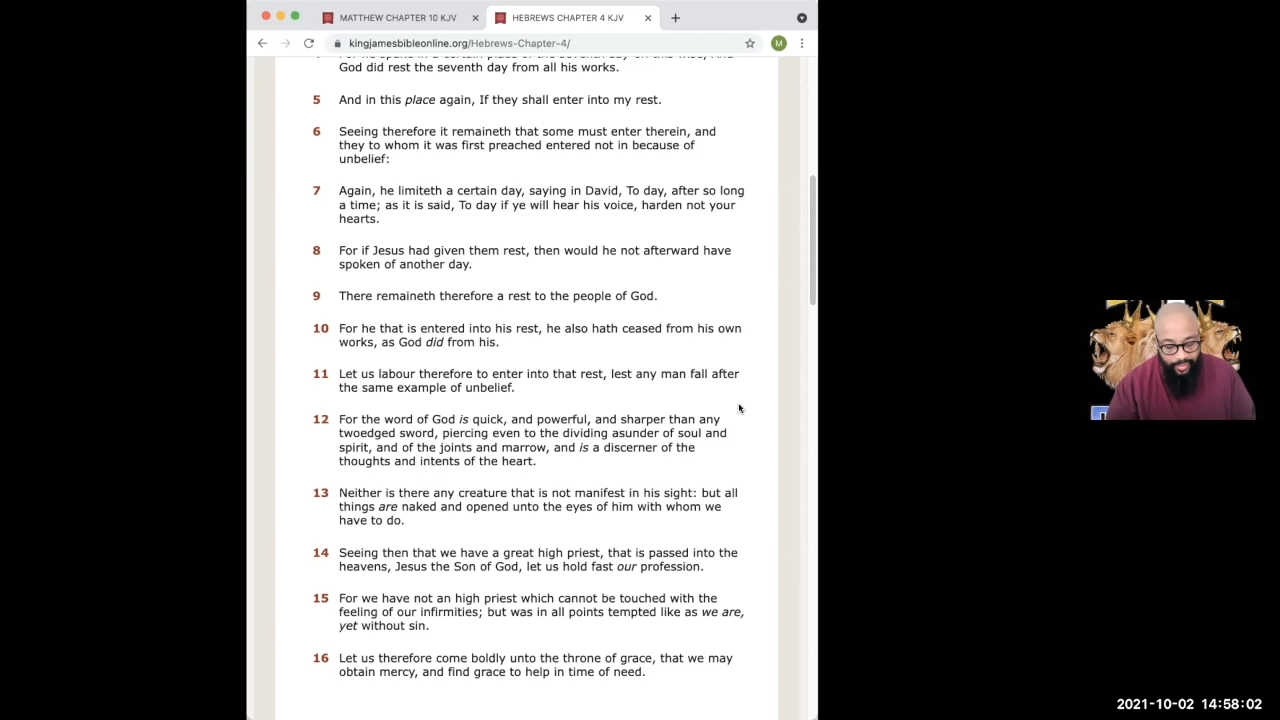 MATTHEW CHAPTER 10 KJV
HEBREWS CHAPTER 4 KJV
kingjamesbibleonline.org/Hebrews-Chapter-4/
M
God did rest the seventh day from all his works.
5 And in this place again, If they shall enter into my rest.
6 Seeing therefore it remaineth that some must enter therein, and
they to whom it was first preached entered not in because of
unbelief:
7 Again, he limiteth a certain day, saying in David, To day, after so long
a time; as it is said, To day if ye will hear his voice, harden not your
hearts.
8 For if Jesus had given them rest, then would he not afterward have
spoken of another day.
9 There remaineth therefore a rest to the people of God.
10 For he that is entered into his rest, he also hath ceased from his own
works, as God did from his.
11 Let us labour therefore to enter into that rest, lest any man fall after
the same example of unbelief.
12 For the word of God is quick, and powerful, and sharper than any
twoedged sword, piercing even to the dividing asunder of soul and
spirit, and of the joints and marrow, and is a discerner of the
thoughts and intents of the heart.
13 Neither is there any creature that is not manifest in his sight: but all
things are naked and opened unto the eyes of him with whom we
have to do.
14 Seeing then that we have a great high priest, that is passed into the
heavens, Jesus the Son of God, let us hold fast our profession.
15 For we have not an high priest which cannot be touched with the
feeling of our infirmities; but was in all points tempted like as we are,
yet without sin.
16 Let us therefore come boldly unto the throne of grace, that we may
obtain mercy, and find grace to help in time of need.
2021-10-02 14:58:02